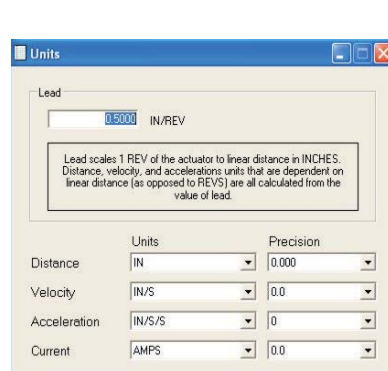 Units
Lead
0.5000 IN/REV
Lead scales 1 REV of the actuator to linear distance in INCHES.
Distance, velocity, and accelerations units that are dependent on
linear distance (as opposed to REVS) are all calculated from the
value of lead.
Units Precision
Distance IN 0.000
Velocity IN/S 0.0
Acceleration IN/S/S 0
Current AMPS 0.0